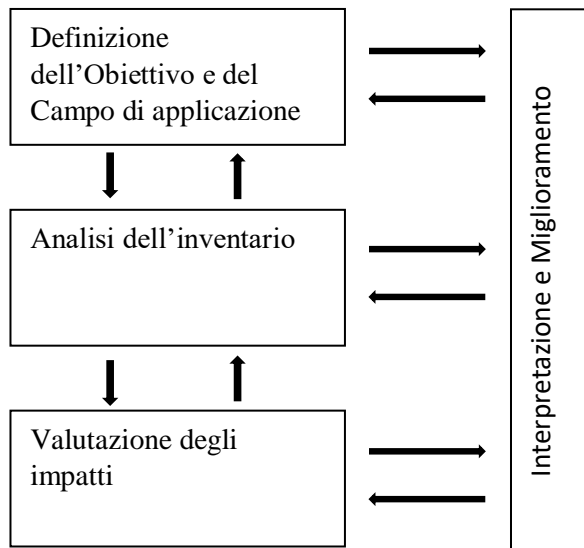 Definizione
dell’Obiettivo e del
Campo di applicazione
Analisi dell’inventario
Valutazione degli
impatti
Interpretazione e Miglioramento